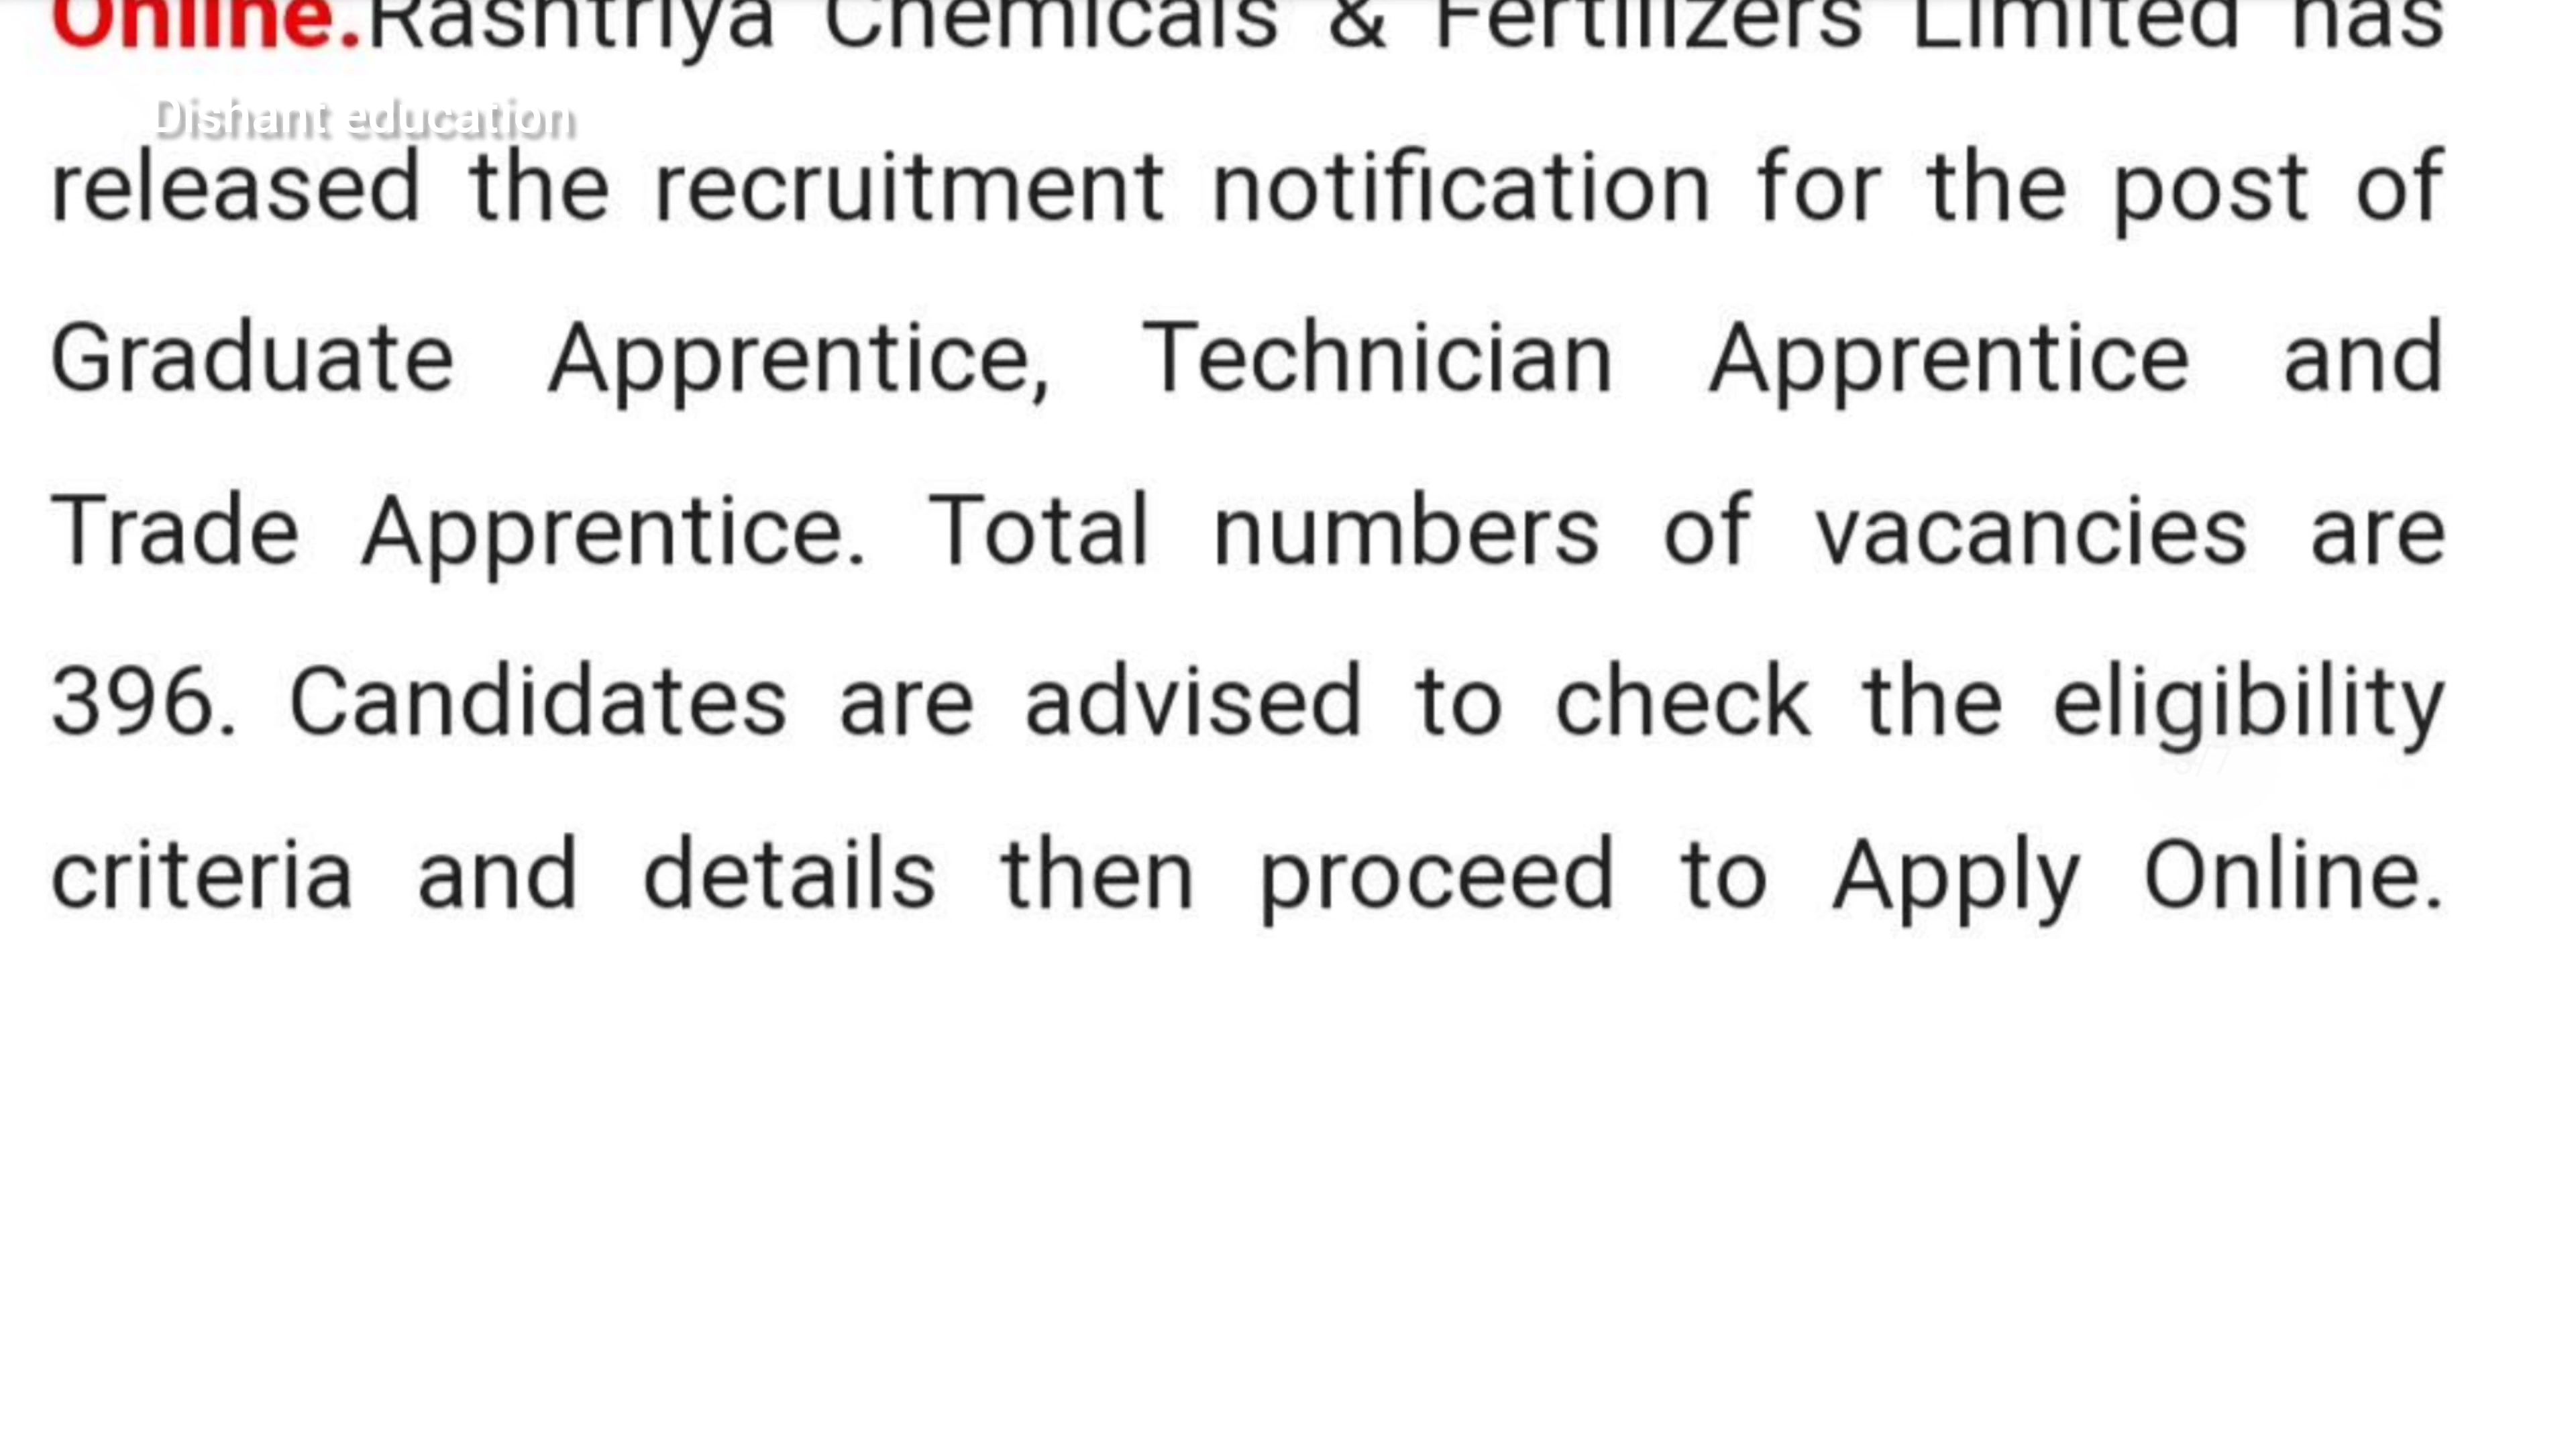 Online.Rashtriya Chemicals & Fertilizers Limited has
Dishant education
released the recruitment notification for the post of
Graduate Apprentice, Technician Apprentice and
Trade Apprentice. Total numbers of vacancies are
396. Candidates are advised to check the eligibility
criteria and details then proceed to Apply Online.